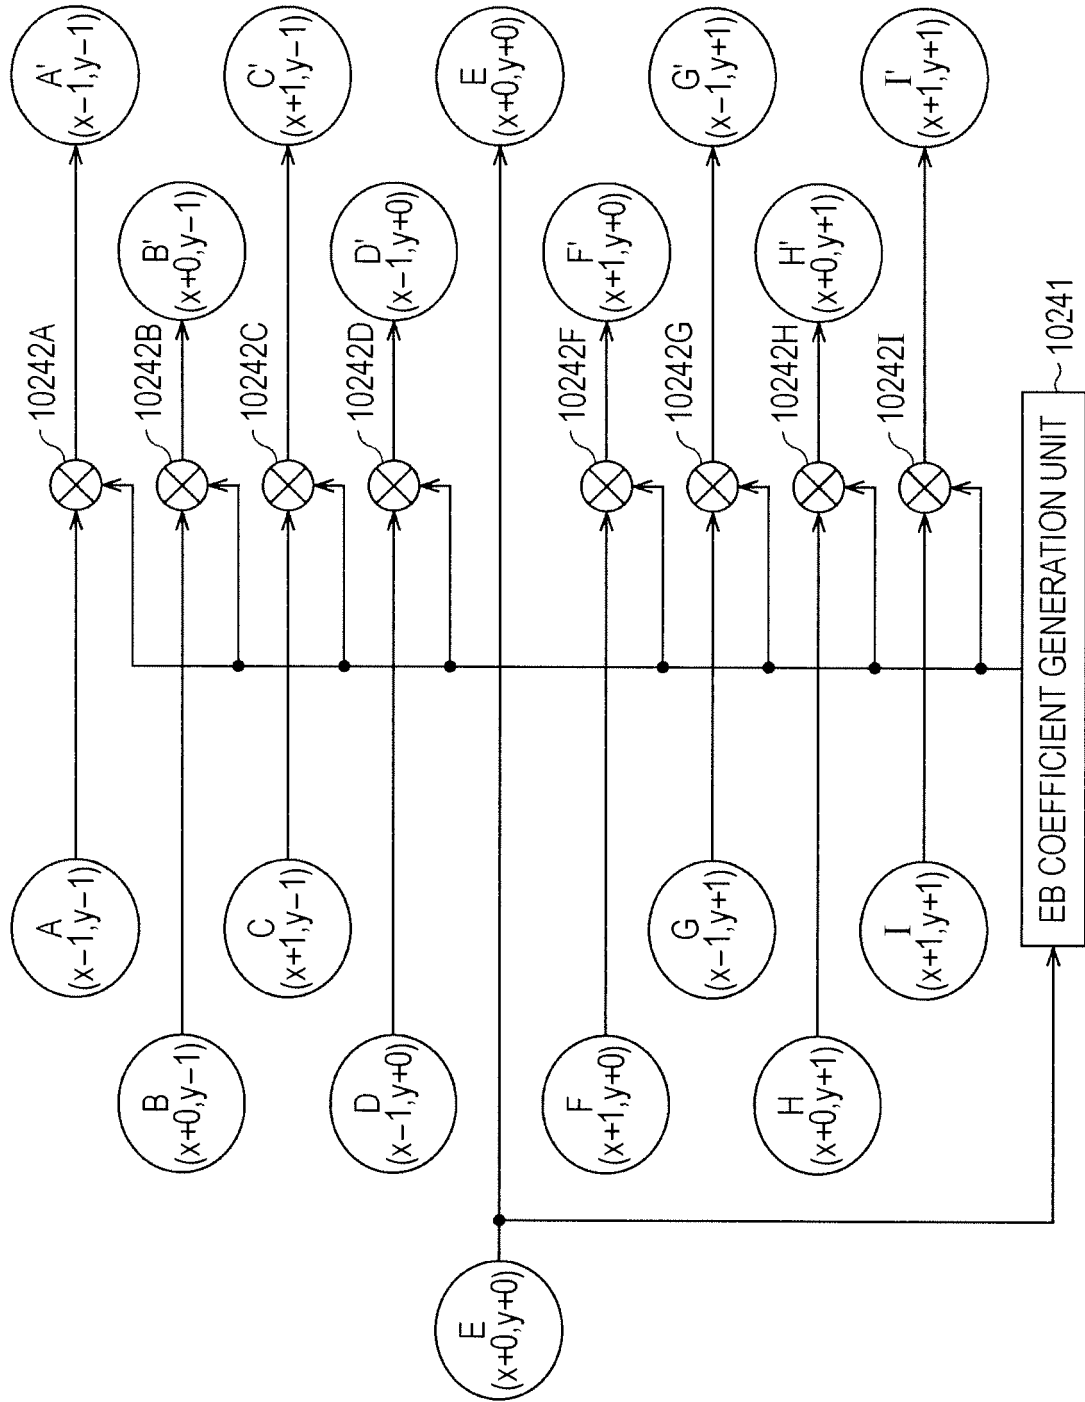 A'
(x−1,y−1)
C'
(x+1,y−1)
E
(x+0,y+0)
G'
(x−1,y+1)
I'
(x+1,y+1)
B'
(x+0,y−1)
D'
(x−1,y+0)
F'
(x+1,y+0)
H'
(x+0,y+1)
10242A
10242B
10242C
10242D
10242F
10242G
10242H
10242I
10241
EB COEFFICIENT GENERATION UNIT
A
(x−1,y−1)
C
(x+1,y−1)
G
(x−1,y+1)
I
(x+1,y+1)
B
(x+0,y−1)
D
(x−1,y+0)
F
(x+1,y+0)
H
(x+0,y+1)
E
(x+0,y+0)